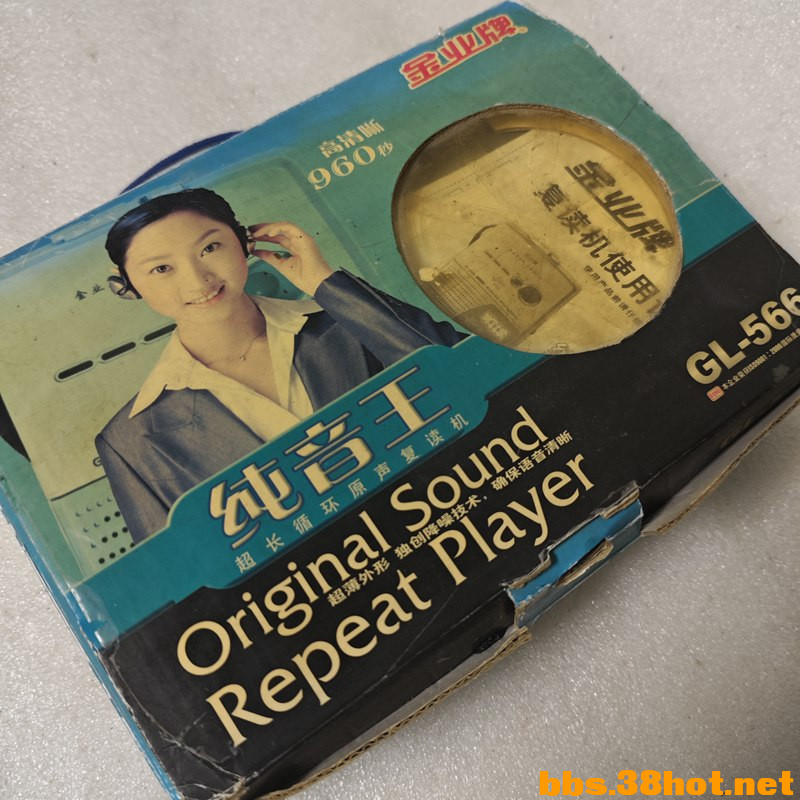 金业牌
高清晰
960秒
金业牌
复读机使用
GL-566
金业
纯音王
超长循环原声复读机
Original Sound
超薄外形 独创降噪技术，确保语音清晰
Repeat Player
bbs.38hot.net